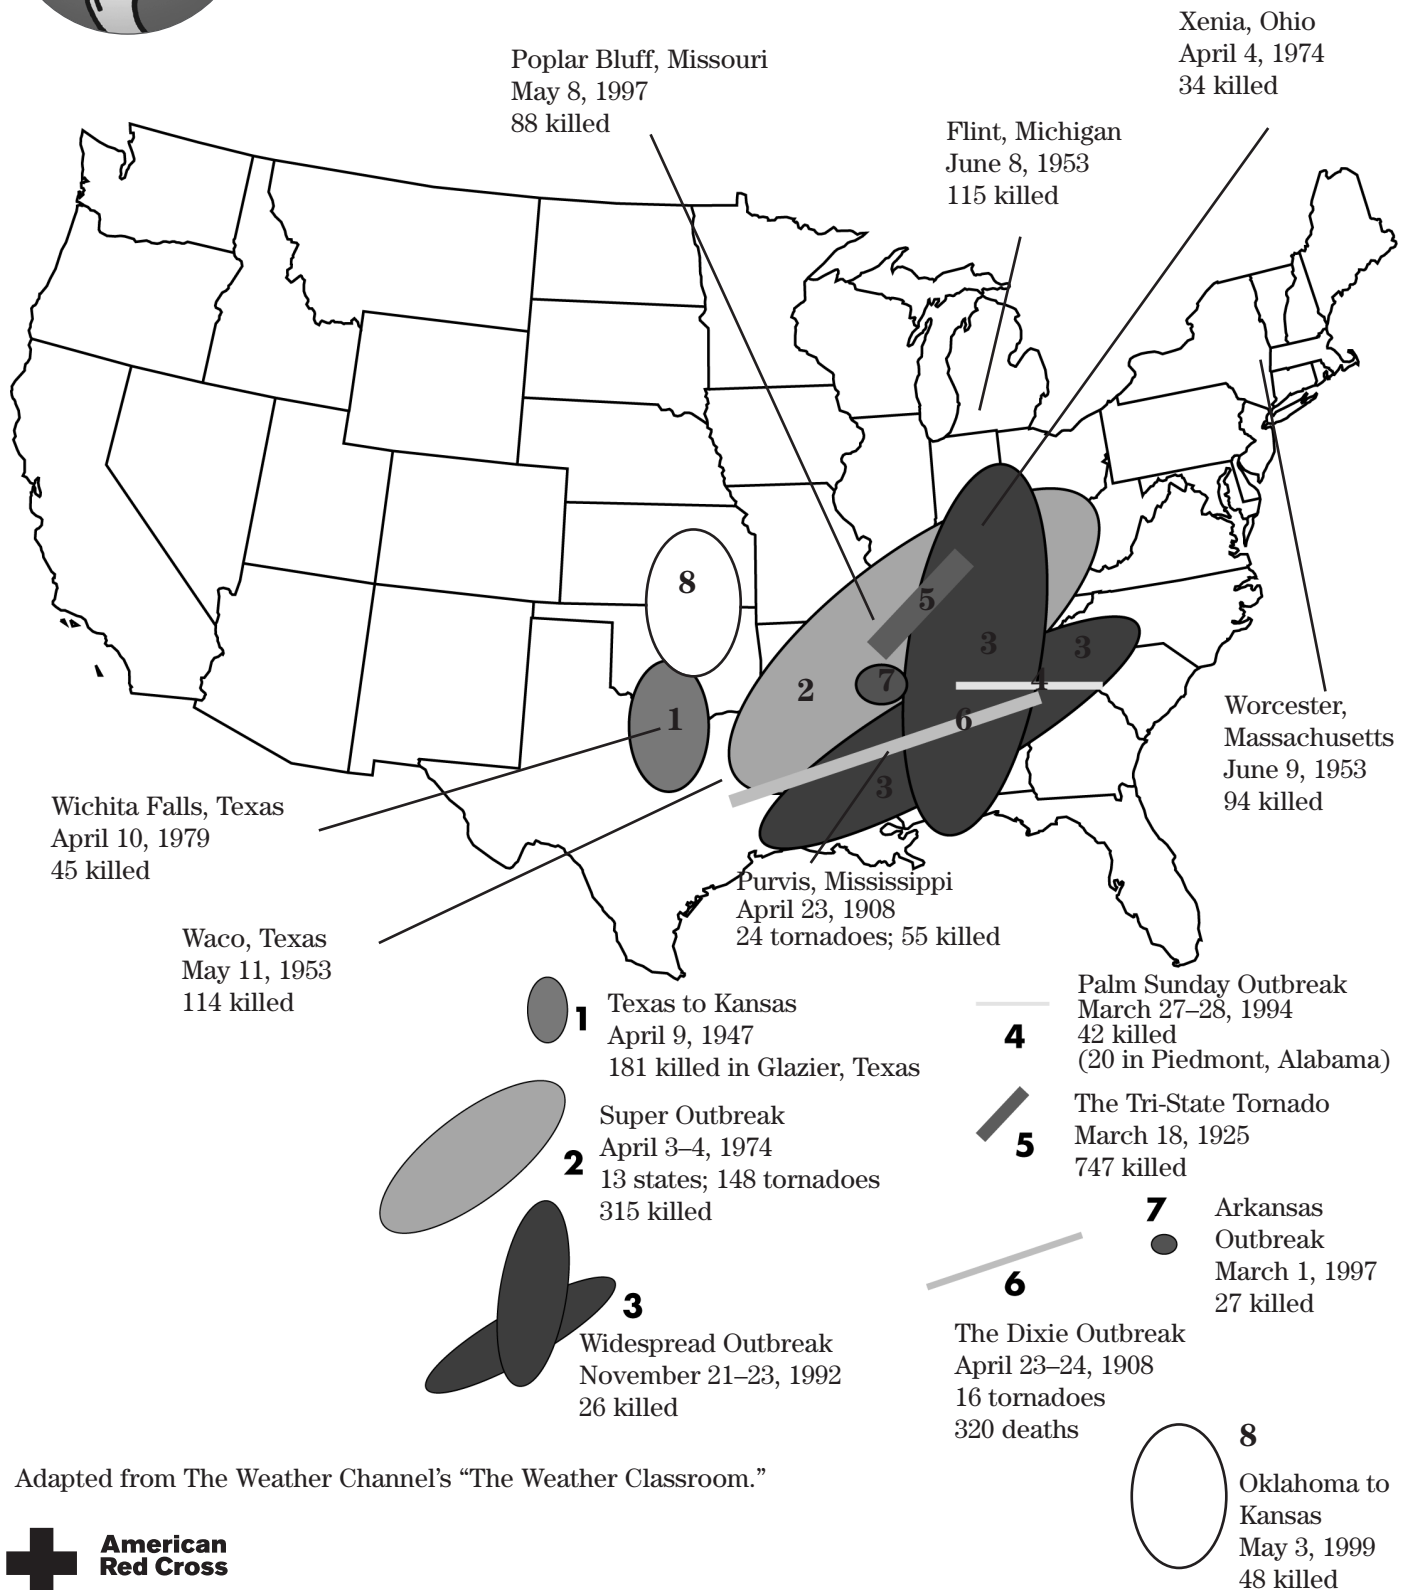 Xenia, Ohio
April 4, 1974
34 killed
Poplar Bluff, Missouri
May 8, 1997
88 killed
Flint, Michigan
June 8, 1953
115 killed
8
5
3
3
2
7
4
1
6
3
Worcester,
Massachusetts
June 9, 1953
94 killed
Wichita Falls, Texas
April 10, 1979
45 killed
Purvis, Mississippi
April 23, 1908
24 tornadoes; 55 killed
Waco, Texas
May 11, 1953
114 killed
1
Texas to Kansas
April 9, 1947
181 killed in Glazier, Texas
2
Super Outbreak
April 3–4, 1974
13 states; 148 tornadoes
315 killed
3
Widespread Outbreak
November 21–23, 1992
26 killed
4
Palm Sunday Outbreak
March 27–28, 1994
42 killed
(20 in Piedmont, Alabama)
5
The Tri-State Tornado
March 18, 1925
747 killed
7
Arkansas
Outbreak
March 1, 1997
27 killed
6
The Dixie Outbreak
April 23–24, 1908
16 tornadoes
320 deaths
8
Oklahoma to
Kansas
May 3, 1999
48 killed
Adapted from The Weather Channel’s “The Weather Classroom.”
American
Red Cross